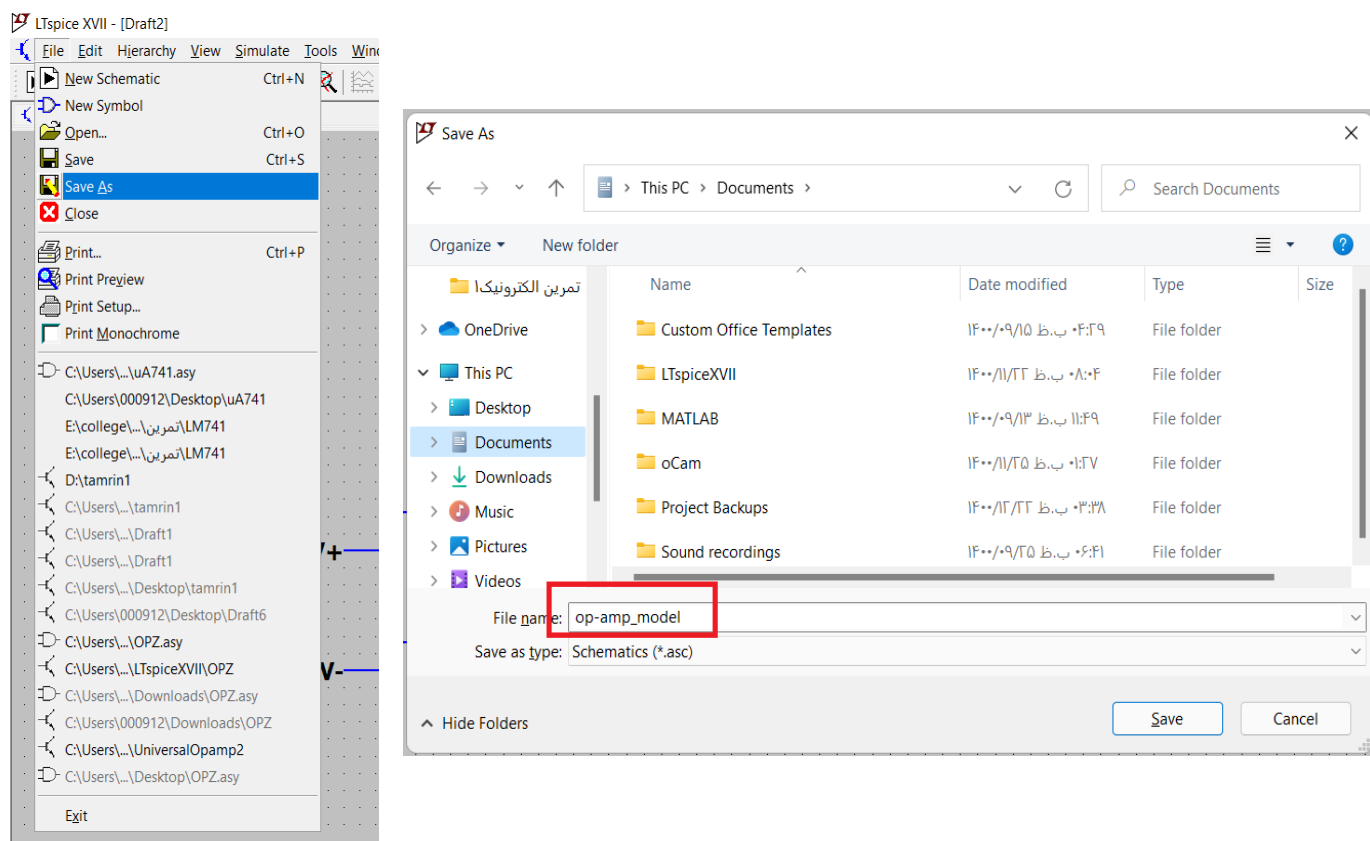 LTspice XVII - [Draft2]
File Edit Hierarchy View Simulate Tools Wind
New Schematic Ctrl+N
New Symbol
Open... Ctrl+O
Save Ctrl+S
Save As
Close
Print... Ctrl+P
Print Preview
Print Setup...
Print Monochrome
C:\Users\...\uA741.asy
C:\Users\000912\Desktop\uA741
E:\college\...\تمرین\LM741
E:\college\...\تمرین\LM741
D:\tamrin1
C:\Users\...\tamrin1
C:\Users\...\Draft1
C:\Users\...\Draft1
C:\Users\...\Desktop\tamrin1
C:\Users\000912\Desktop\Draft6
C:\Users\...\OPZ.asy
C:\Users\...\LTspiceXVII\OPZ
C:\Users\...\Downloads\OPZ.asy
C:\Users\000912\Downloads\OPZ
C:\Users\...\UniversalOpamp2
C:\Users\...\Desktop\OPZ.asy
Exit
V+
V-
Save As
This PC > Documents >
Search Documents
Organize New folder
تمرین الکترونیک۱
OneDrive
This PC
Desktop
Documents
Downloads
Music
Pictures
Videos
Name Date modified Type Size
Custom Office Templates ۱۴۰۰/۰۹/۱۵ ب.ظ ۰۴:۲۹ File folder
LTspiceXVII ۱۴۰۰/۱۱/۲۲ ب.ظ ۰۸:۰۴ File folder
MATLAB ۱۴۰۰/۰۹/۱۳ ب.ظ ۱۱:۴۹ File folder
oCam ۱۴۰۰/۱۱/۲۵ ب.ظ ۰۱:۲۷ File folder
Project Backups ۱۴۰۰/۱۲/۲۲ ب.ظ ۰۳:۳۸ File folder
Sound recordings ۱۴۰۰/۰۹/۲۵ ب.ظ ۰۶:۴۱ File folder
File name: op-amp_model
Save as type: Schematics (*.asc)
Hide Folders
Save Cancel